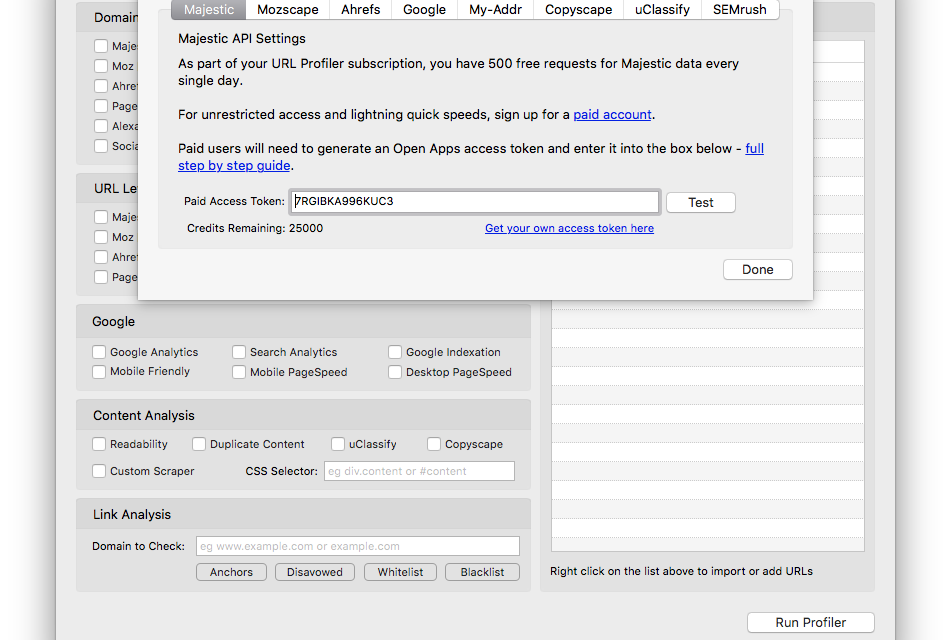 Domain
Majestic Mozscape Ahrefs Google My-Addr Copyscape uClassify SEMrush
Majestic API Settings
As part of your URL Profiler subscription, you have 500 free requests for Majestic data every
single day.
For unrestricted access and lightning quick speeds, sign up for a paid account.
Paid users will need to generate an Open Apps access token and enter it into the box below - full
step by step guide.
Paid Access Token: 7RGIBKA996KUC3 Test
Credits Remaining: 25000 Get your own access token here
Done
Maje
Moz
Ahre
Page
Alexa
Socia
URL Le
Maje
Moz
Ahre
Page
Google
Google Analytics Search Analytics Google Indexation
Mobile Friendly Mobile PageSpeed Desktop PageSpeed
Content Analysis
Readability Duplicate Content uClassify Copyscape
Custom Scraper CSS Selector: eg div.content or #content
Link Analysis
Domain to Check: eg www.example.com or example.com
Anchors Disavowed Whitelist Blacklist
Right click on the list above to import or add URLs
Run Profiler